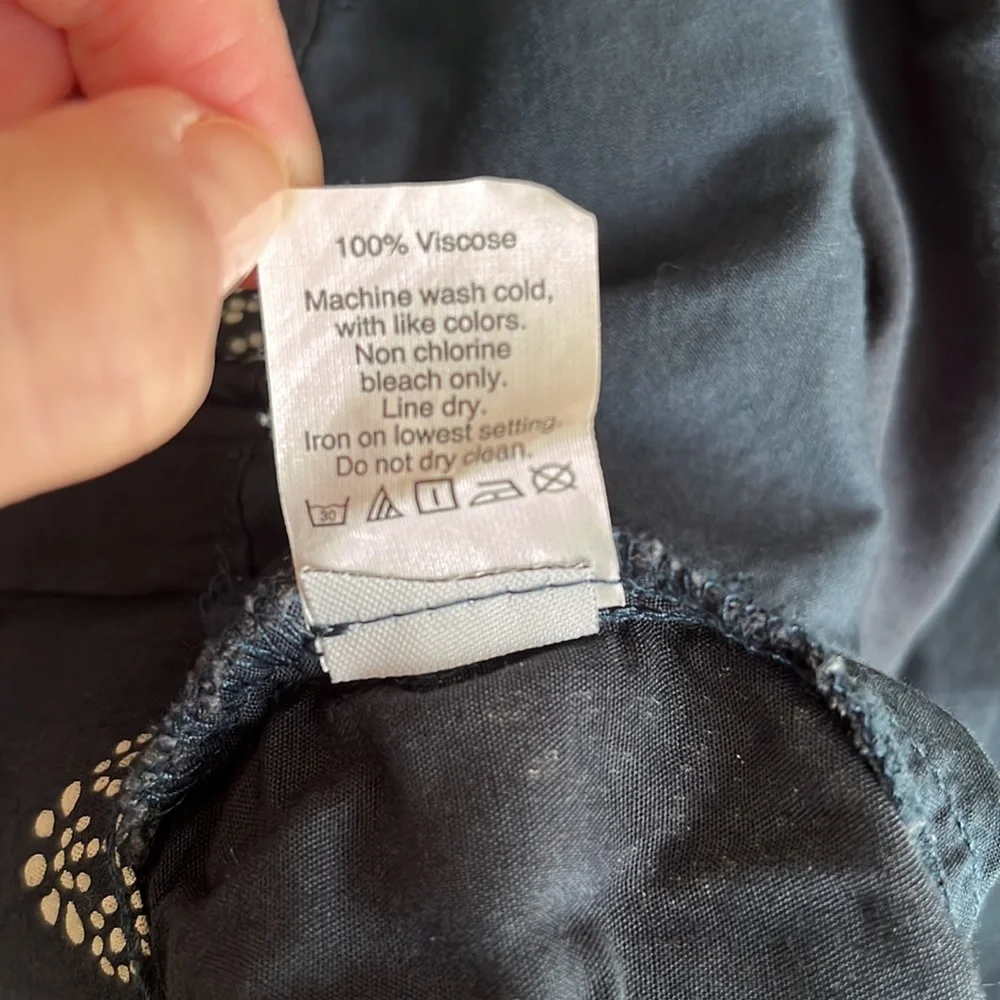 100% Viscose
Machine wash cold,
with like colors.
Non chlorine
bleach only.
Line dry.
Iron on lowest setting.
Do not dry clean.
30